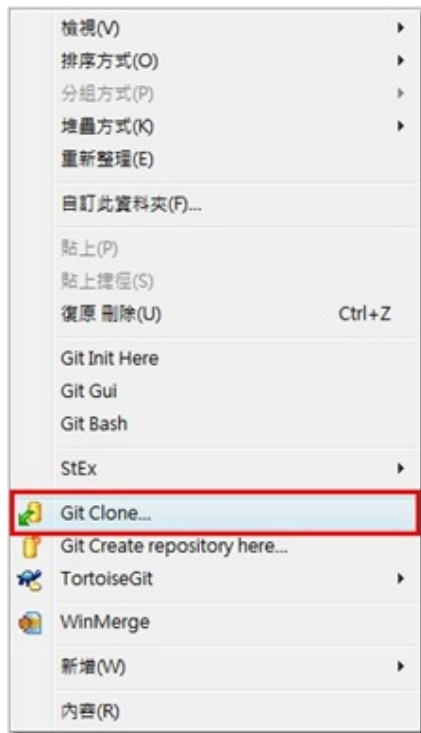 檢視(V)
排序方式(O)
分組方式(P)
堆疊方式(K)
重新整理(E)
自訂此資料夾(F)...
貼上(P)
貼上捷徑(S)
復原 刪除(U) Ctrl+Z
Git Init Here
Git Gui
Git Bash
StEx
Git Clone...
Git Create repository here...
TortoiseGit
WinMerge
新增(W)
內容(R)